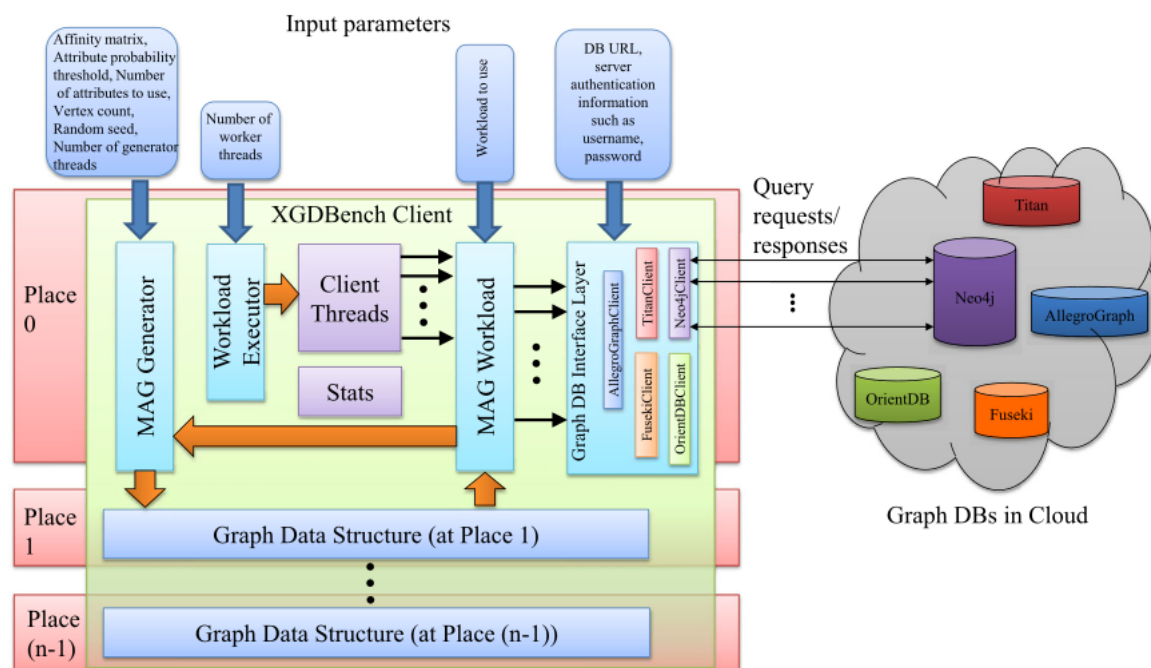 Input parameters
Affinity matrix,
Attribute probability
threshold, Number
of attributes to use,
Vertex count,
Random seed,
Number of generator
threads
Number of
worker
threads
Workload to use
DB URL,
server
authentication
information
such as
username,
password
XGDBench Client
Place
0
MAG Generator
Workload
Executor
Client
Threads
Stats
MAG Workload
Graph DB Interface Layer
AllegroGraphClient
TitanClient
Neo4jClient
FusekiClient
OrientDBClient
Query
requests/
responses
Titan
Neo4j
AllegroGraph
OrientDB
Fuseki
Graph DBs in Cloud
Place
1
Graph Data Structure (at Place 1)
Place
(n-1)
Graph Data Structure (at Place (n-1))